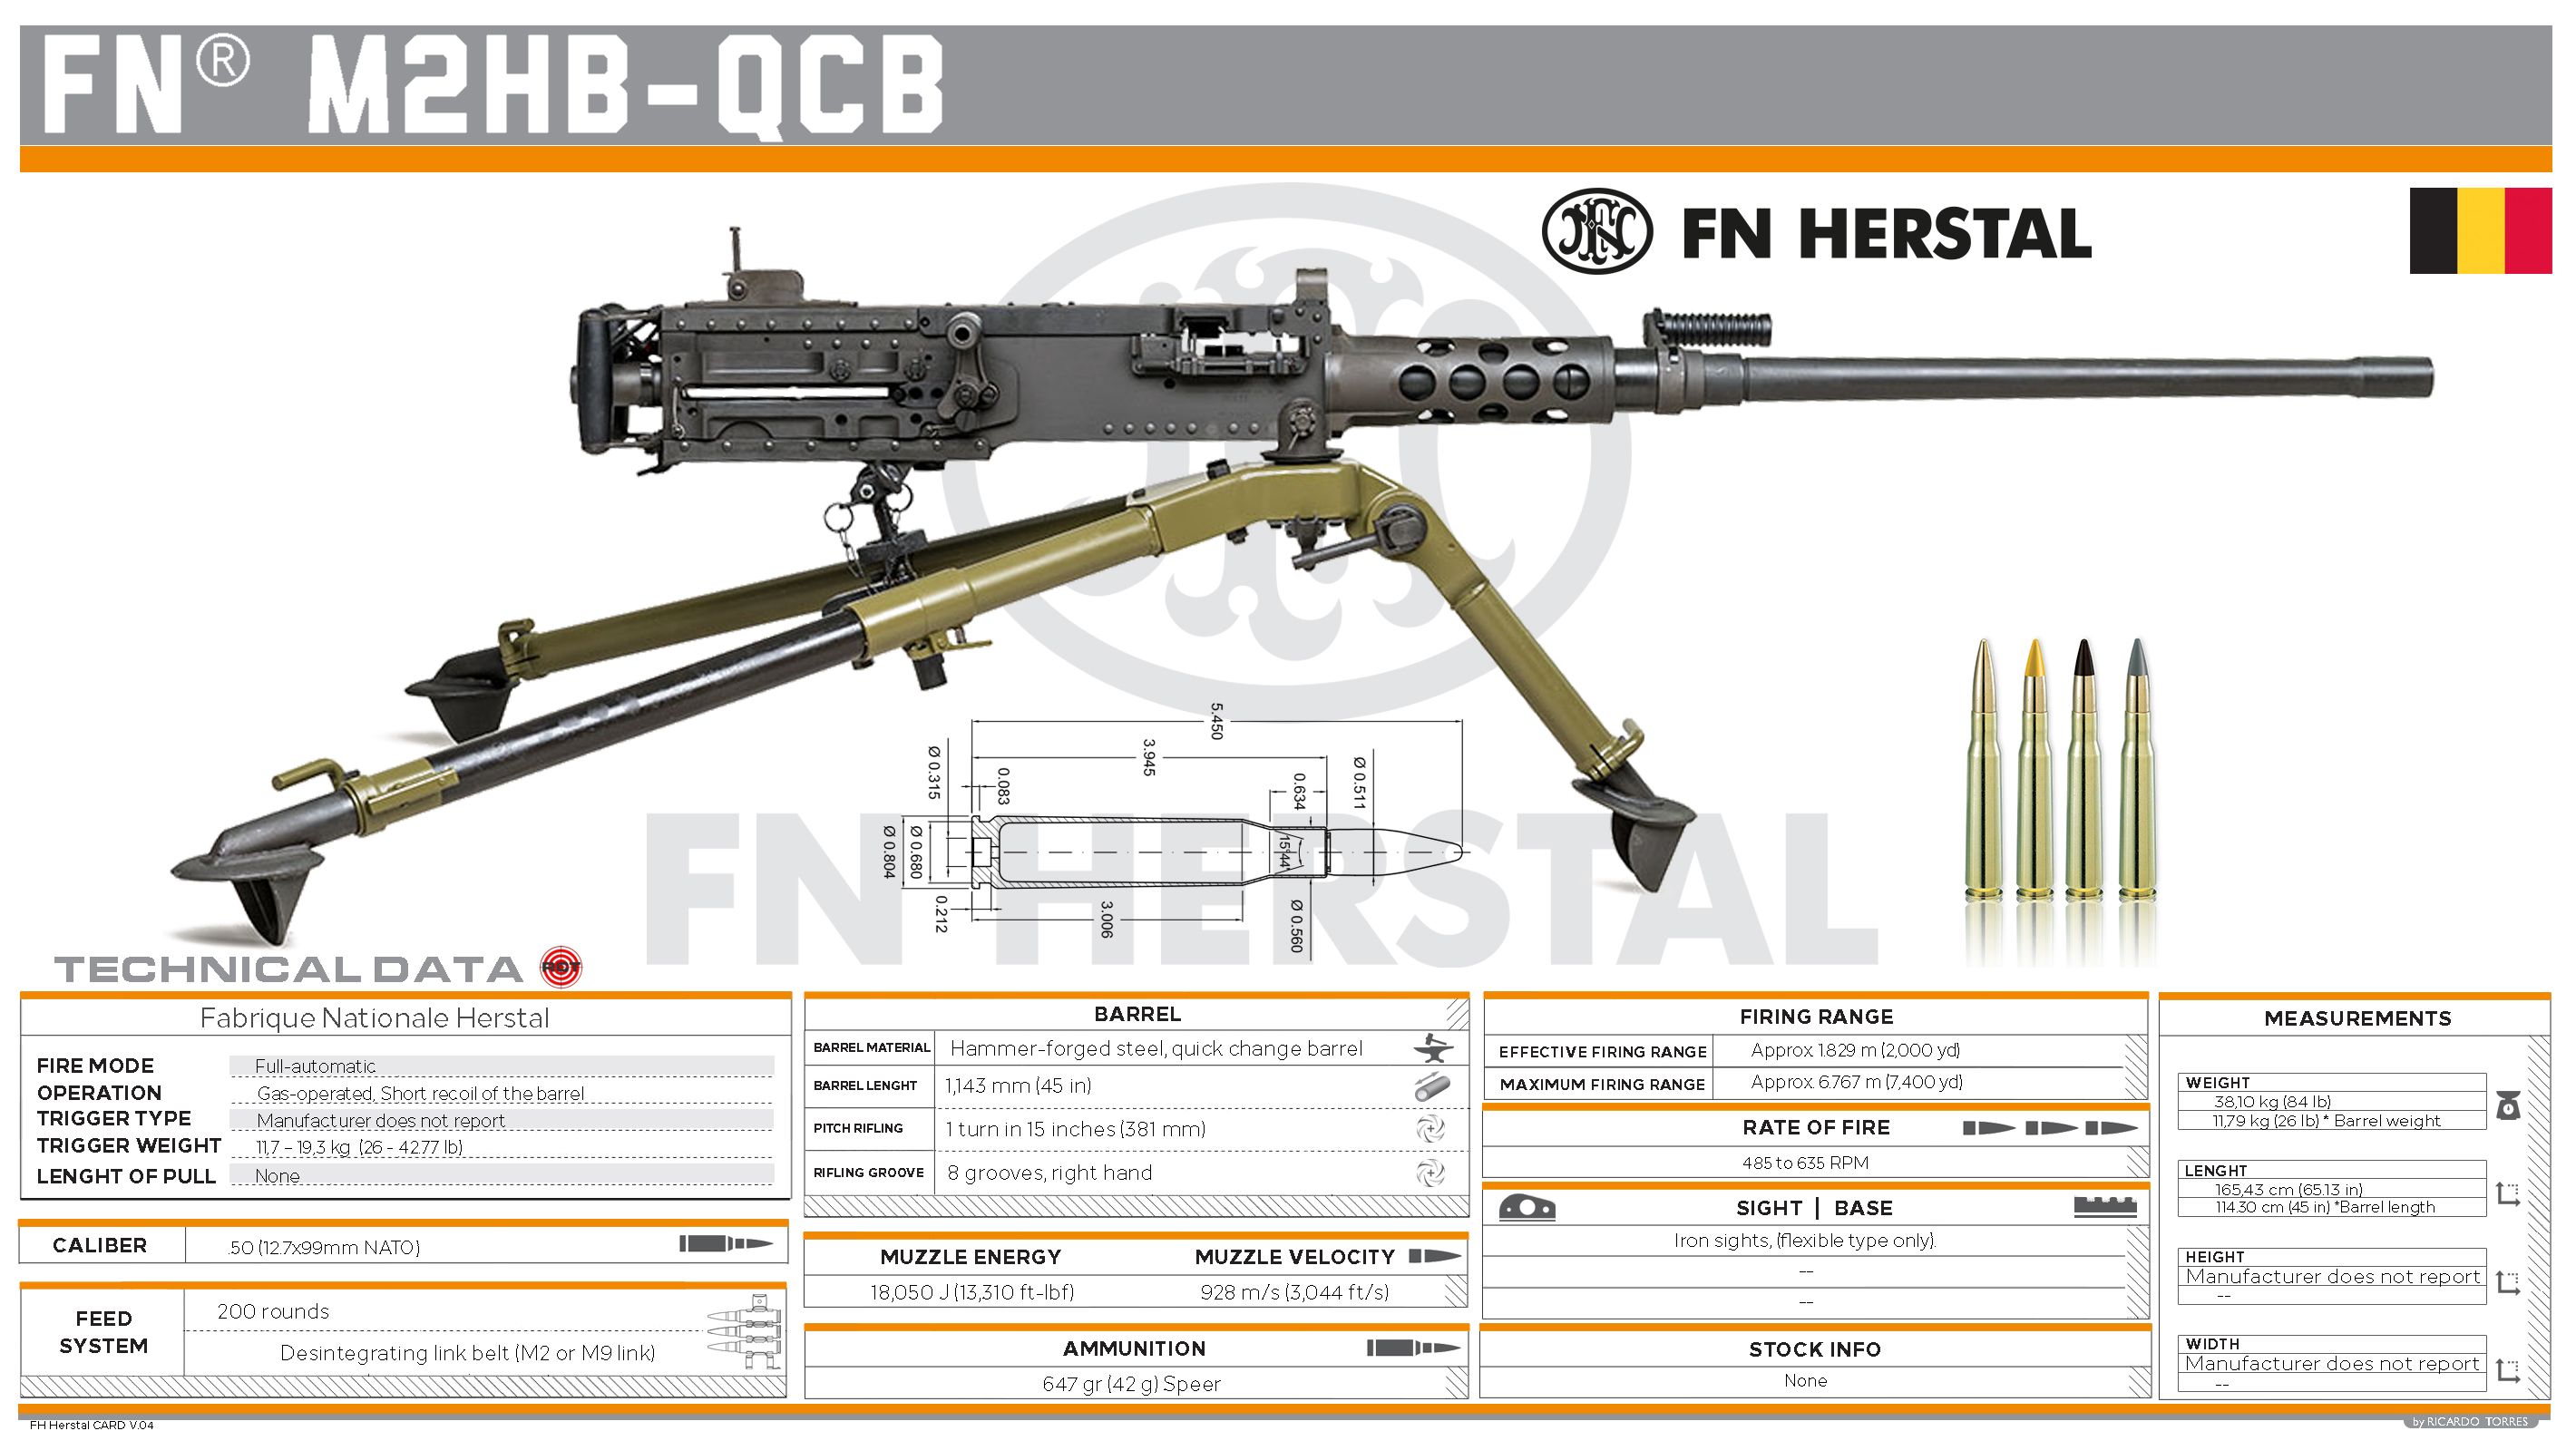 FN® M2HB-QCB
FN HERSTAL
5.450
3.945
Ø 0.315
0.083
0.634
Ø 0.511
Ø 0.804
Ø 0.680
15°44'
0.212
3.006
Ø 0.560
FN HERSTAL
TECHNICAL DATA RDT
Fabrique Nationale Herstal
FIRE MODE Full-automatic
OPERATION Gas-operated, Short recoil of the barrel
TRIGGER TYPE Manufacturer does not report
TRIGGER WEIGHT 11,7 – 19,3 kg (26 - 42.77 lb)
LENGHT OF PULL None
CALIBER .50 (12.7x99mm NATO)
FEED SYSTEM
200 rounds
Desintegrating link belt (M2 or M9 link)
BARREL
BARREL MATERIAL Hammer-forged steel, quick change barrel
BARREL LENGHT 1,143 mm (45 in)
PITCH RIFLING 1 turn in 15 inches (381 mm)
RIFLING GROOVE 8 grooves, right hand
MUZZLE ENERGY MUZZLE VELOCITY
18,050 J (13,310 ft-lbf) 928 m/s (3,044 ft/s)
AMMUNITION
647 gr (42 g) Speer
FIRING RANGE
EFFECTIVE FIRING RANGE Approx. 1.829 m (2,000 yd)
MAXIMUM FIRING RANGE Approx. 6.767 m (7,400 yd)
RATE OF FIRE
485 to 635 RPM
SIGHT | BASE
Iron sights, (flexible type only).
--
--
STOCK INFO
None
MEASUREMENTS
WEIGHT
38,10 kg (84 lb)
11,79 kg (26 lb) * Barrel weight
LENGHT
165,43 cm (65.13 in)
114.30 cm (45 in) *Barrel length
HEIGHT
Manufacturer does not report
--
WIDTH
Manufacturer does not report
--
FH Herstal CARD V.04
by RICARDO TORRES